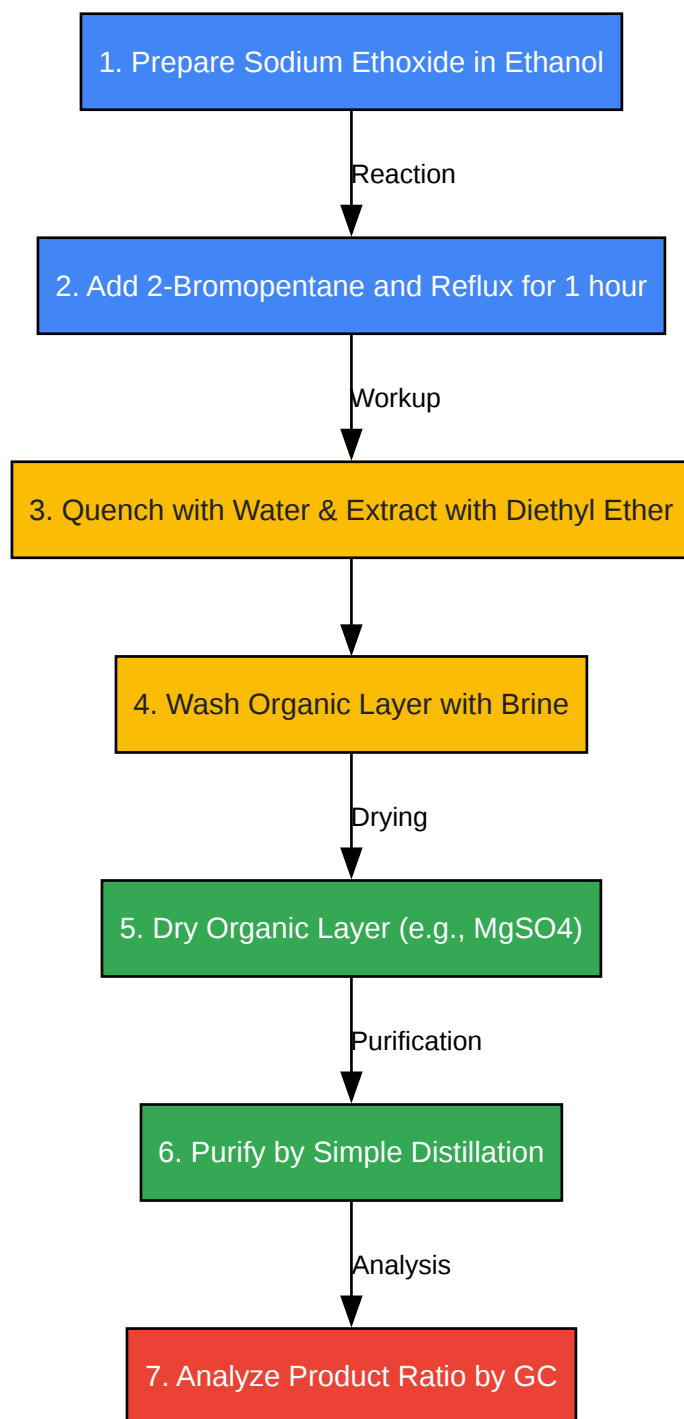 1. Prepare Sodium Ethoxide in Ethanol
Reaction
2. Add 2-Bromopentane and Reflux for 1 hour
Workup
3. Quench with Water & Extract with Diethyl Ether
4. Wash Organic Layer with Brine
Drying
5. Dry Organic Layer (e.g., MgSO4)
Purification
6. Purify by Simple Distillation
Analysis
7. Analyze Product Ratio by GC